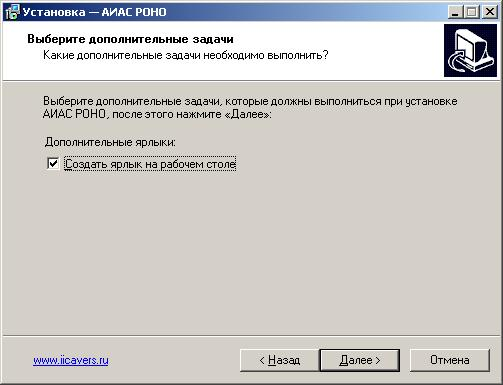 Установка — АИАС РОНО
Выберите дополнительные задачи
Какие дополнительные задачи необходимо выполнить?
Выберите дополнительные задачи, которые должны выполниться при установке
АИАС РОНО, после этого нажмите «Далее»:
Дополнительные ярлыки:
Создать ярлык на рабочем столе
www.iicavers.ru
< Назад
Далее >
Отмена